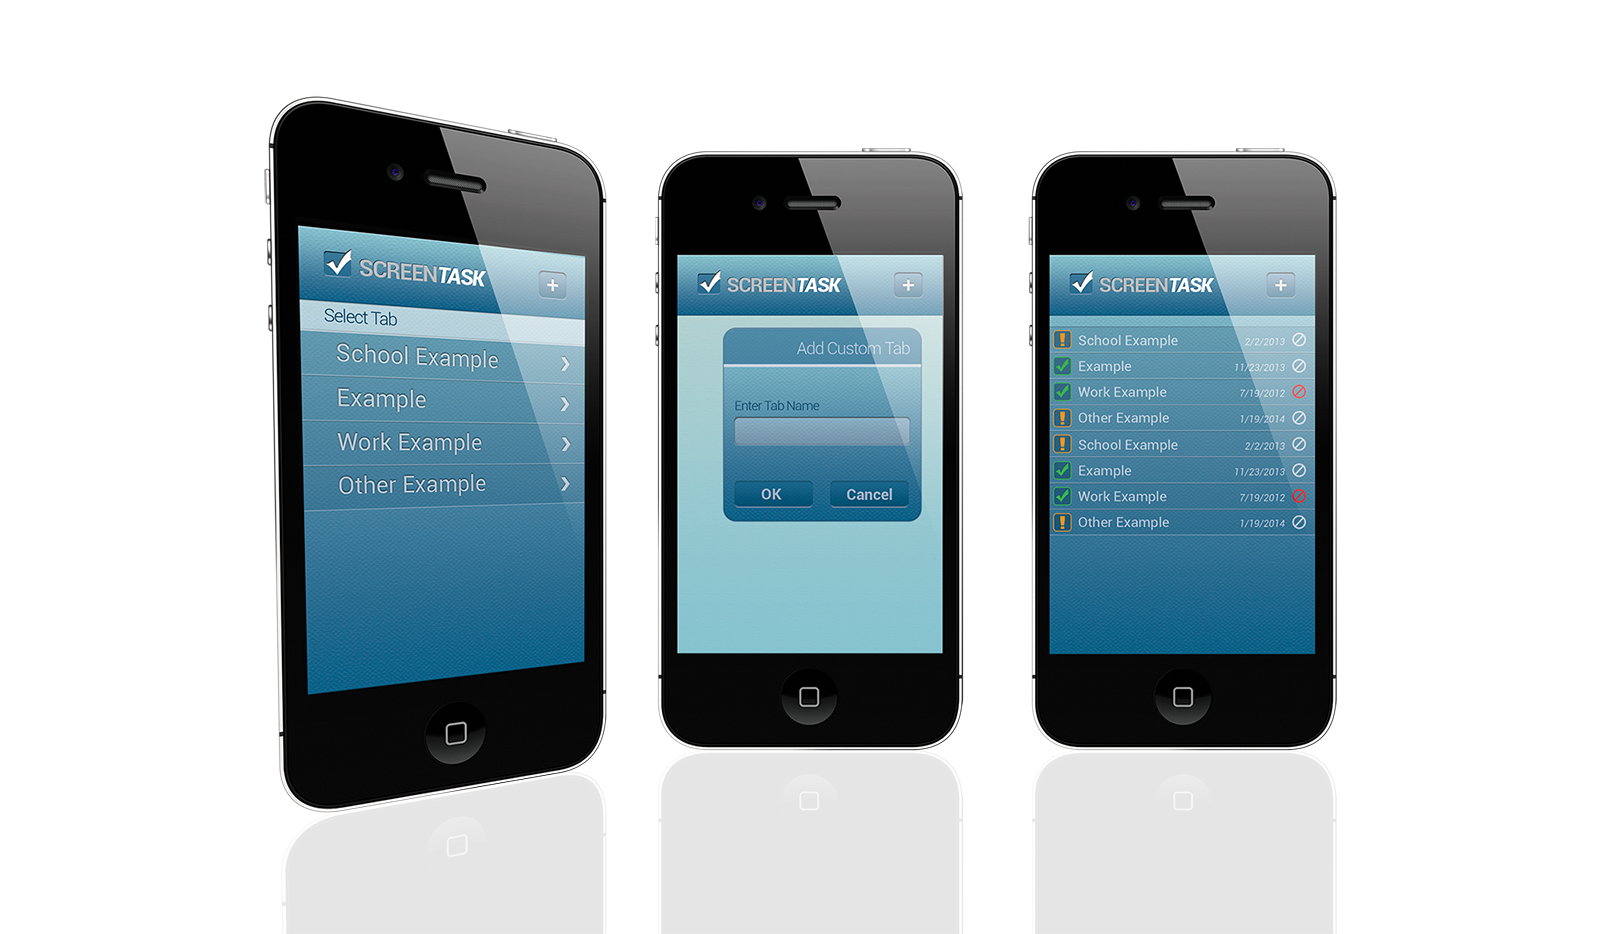 SCREENTASK
+
Select Tab
School Example
Example
Work Example
Other Example
SCREENTASK
+
Add Custom Tab
Enter Tab Name
OK Cancel
SCREENTASK
+
School Example 2/2/2013
Example 11/23/2013
Work Example 7/19/2012
Other Example 1/19/2014
School Example 2/2/2013
Example 11/23/2013
Work Example 7/19/2012
Other Example 1/19/2014